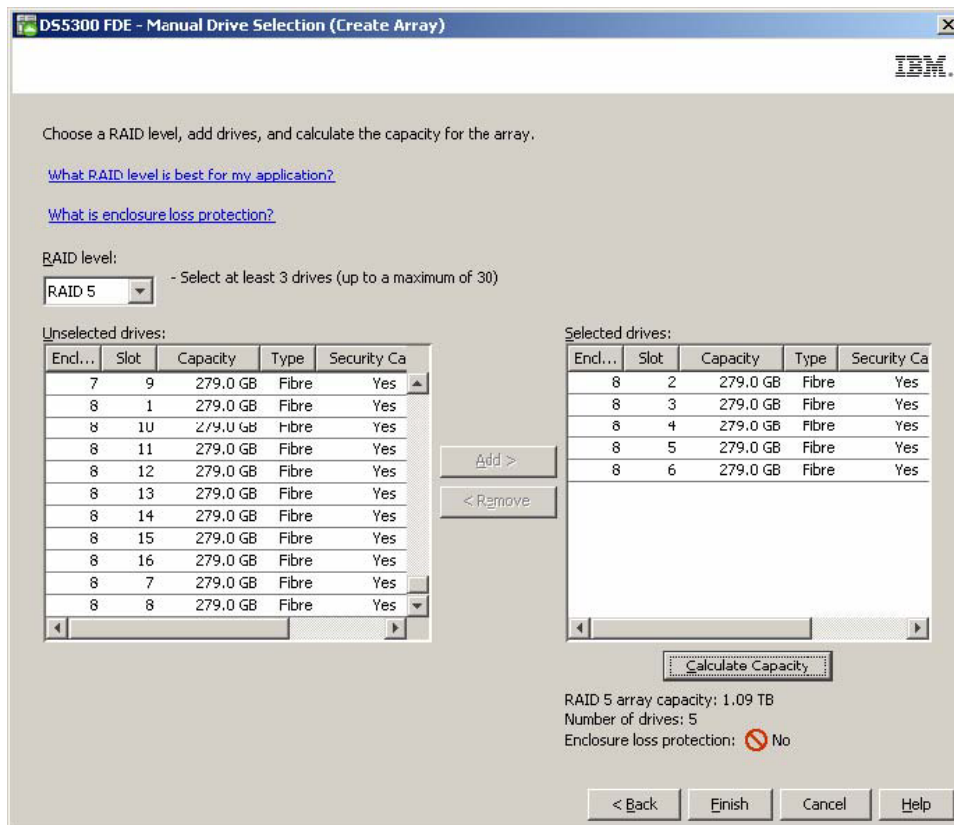 DS5300 FDE - Manual Drive Selection (Create Array)
IBM.
Choose a RAID level, add drives, and calculate the capacity for the array.
What RAID level is best for my application?
What is enclosure loss protection?
RAID level:
RAID 5 - Select at least 3 drives (up to a maximum of 30)
Unselected drives:
Encl... Slot Capacity Type Security Ca
7 9 279.0 GB Fibre Yes
8 1 279.0 GB Fibre Yes
8 10 279.0 GB Fibre Yes
8 11 279.0 GB Fibre Yes
8 12 279.0 GB Fibre Yes
8 13 279.0 GB Fibre Yes
8 14 279.0 GB Fibre Yes
8 15 279.0 GB Fibre Yes
8 16 279.0 GB Fibre Yes
8 7 279.0 GB Fibre Yes
8 8 279.0 GB Fibre Yes
Add >
< Remove
Selected drives:
Encl... Slot Capacity Type Security Ca
8 2 279.0 GB Fibre Yes
8 3 279.0 GB Fibre Yes
8 4 279.0 GB Fibre Yes
8 5 279.0 GB Fibre Yes
8 6 279.0 GB Fibre Yes
Calculate Capacity
RAID 5 array capacity: 1.09 TB
Number of drives: 5
Enclosure loss protection: No
< Back Finish Cancel Help